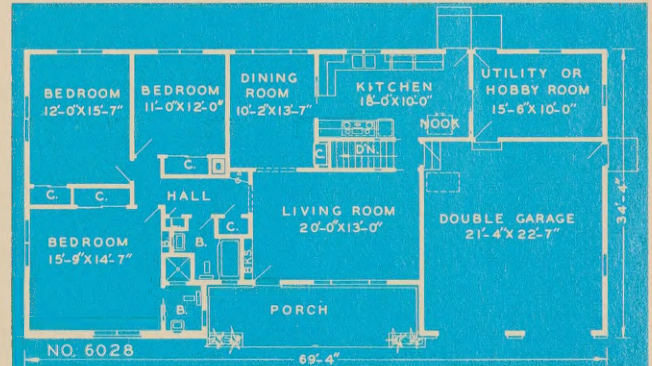 BEDROOM
12'-0"X15'-7"
BEDROOM
11'-0"X12'-0"
DINING
ROOM
10'-2"X13'-7"
KITCHEN
18'-0"X10'-0"
NOOK
UTILITY OR
HOBBY ROOM
15'-6"X10'-0"
C.
C.
DN.
C.
C.
HALL
C.
LIVING ROOM
20'-0"X13'-0"
DOUBLE GARAGE
21'-4"X22'-7"
34'-4"
BEDROOM
15'-9"X14'-7"
B.
B.
BKS.
B.
PORCH
NO. 6028
69'-4"